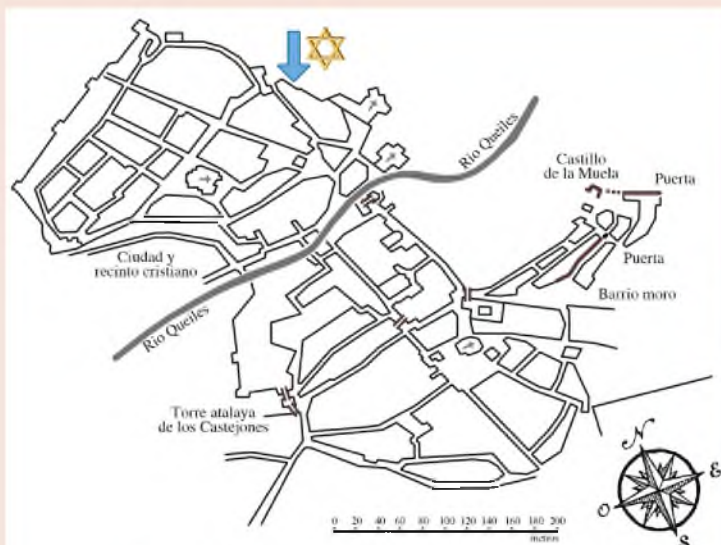 Río Queiles
Castillo
de la Muela
Puerta
Ciudad y
recinto cristiano
Puerta
Barrio moro
Río Queiles
Torre atalaya
de los Castejones
N
E
O
S
0 20 40 60 80 100 120 140 160 180 200
metros